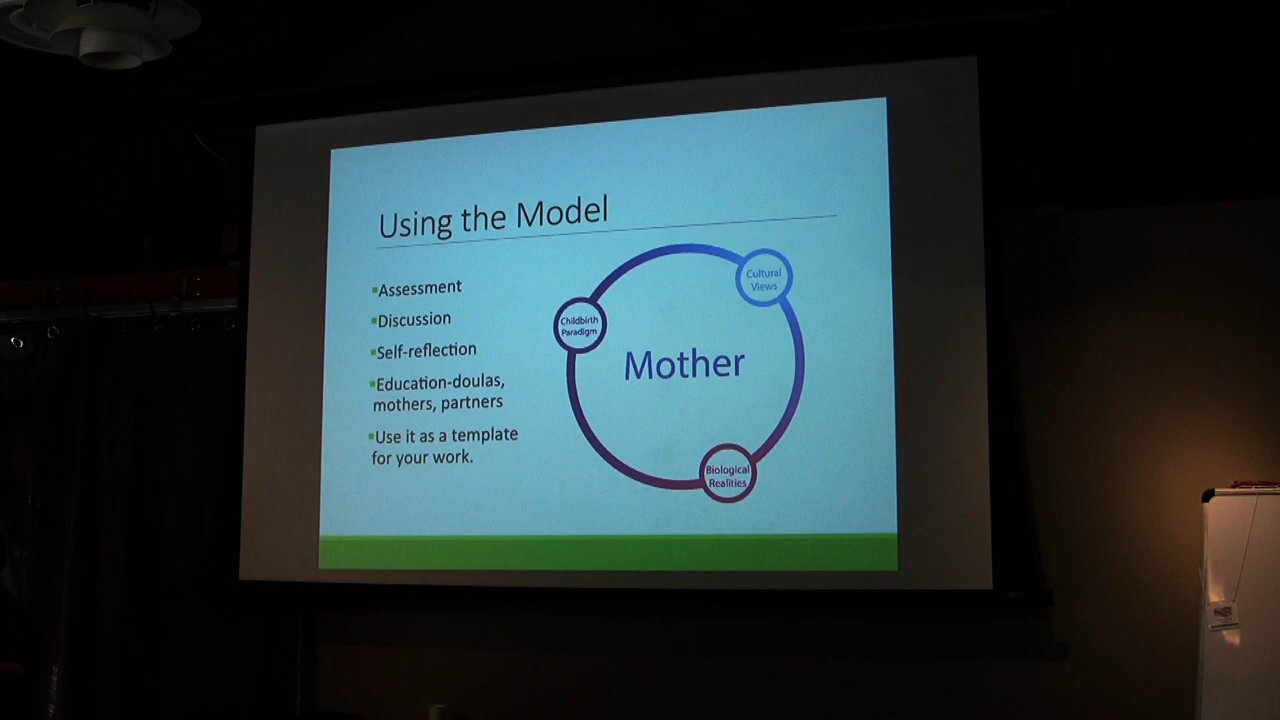 Using the Model
▪Assessment
▪Discussion
▪Self-reflection
▪Education-doulas,
mothers, partners
▪Use it as a template
for your work.
Cultural
Views
Childbirth
Paradigm
Mother
Biological
Realities